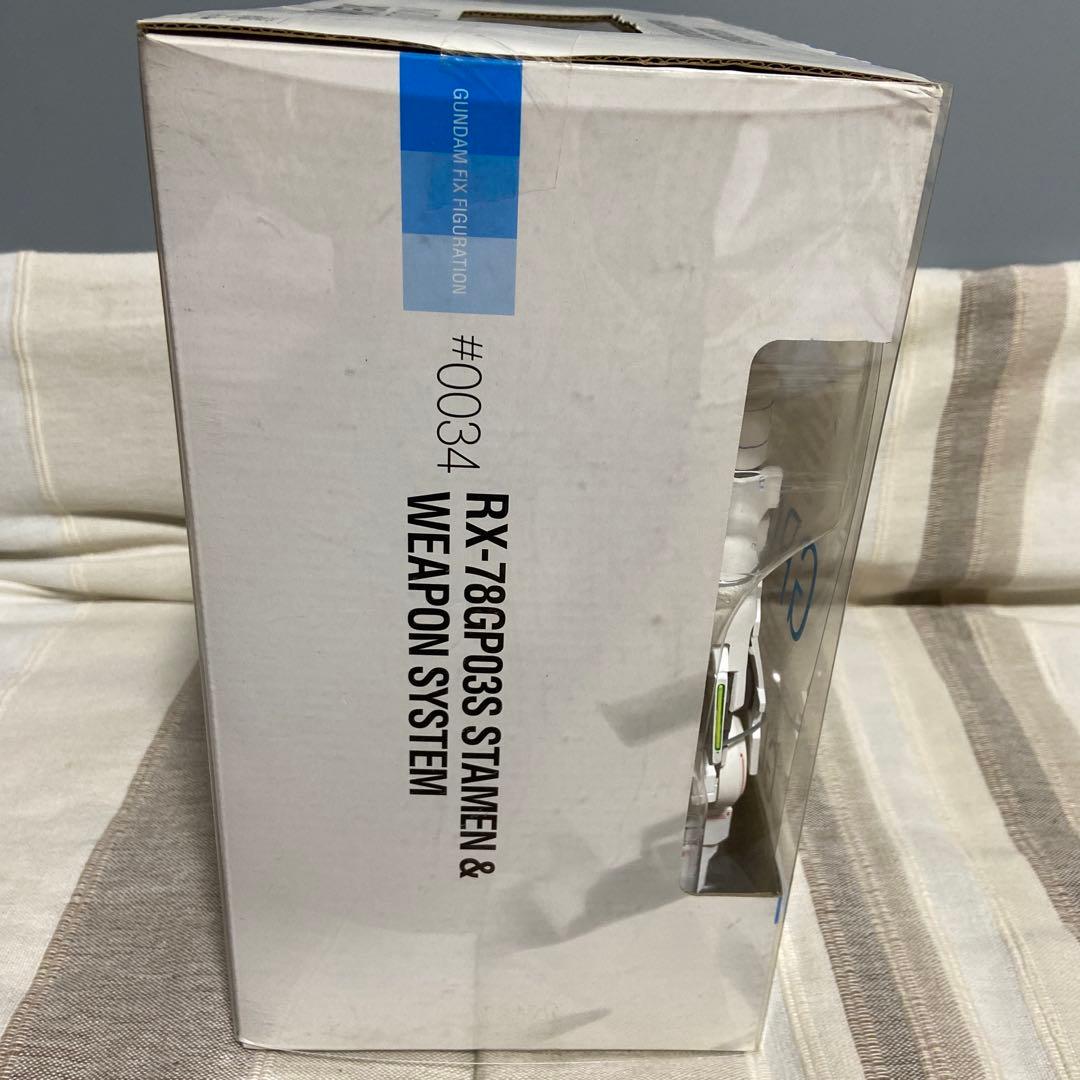 GUNDAM FIX FIGURATION
#0034 RX-78GP03S STAMEN &
WEAPON SYSTEM